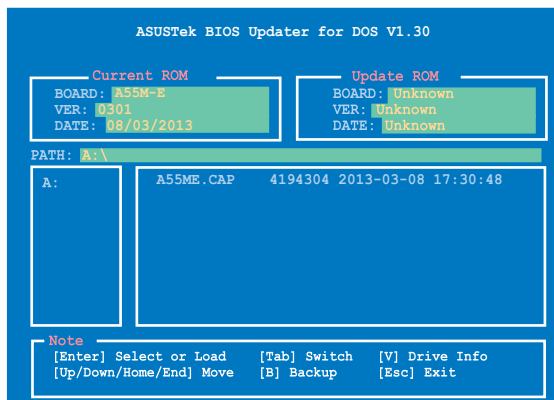 ASUSTek BIOS Updater for DOS V1.30
Current ROM
BOARD: A55M-E
VER: 0301
DATE: 08/03/2013
Update ROM
BOARD: Unknown
VER: Unknown
DATE: Unknown
PATH: A:\
A:
A55ME.CAP 4194304 2013-03-08 17:30:48
Note
[Enter] Select or Load [Tab] Switch [V] Drive Info
[Up/Down/Home/End] Move [B] Backup [Esc] Exit